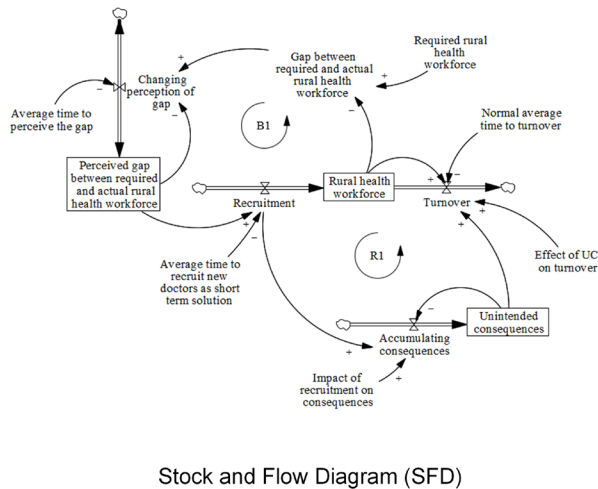 Required rural
health workforce
Gap between
required and actual
rural health
workforce
+
+
Changing
perception of
gap
Average time to
perceive the gap
−
−
−
B1
Normal average
time to turnover
Perceived gap
between required
and actual rural
health workforce
Rural health
workforce
Recruitment
Turnover
+
−
+
−
+
+
Average time to
recruit new
doctors as short
term solution
R1
Effect of UC
on turnover
−
Unintended
consequences
Accumulating
consequences
+
+
Impact of
recruitment on
consequences
Stock and Flow Diagram (SFD)